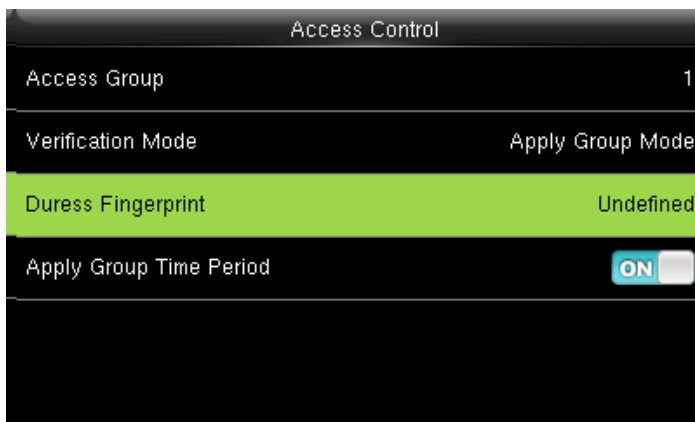 Access Control
Access Group 1
Verification Mode Apply Group Mode
Duress Fingerprint Undefined
Apply Group Time Period ON